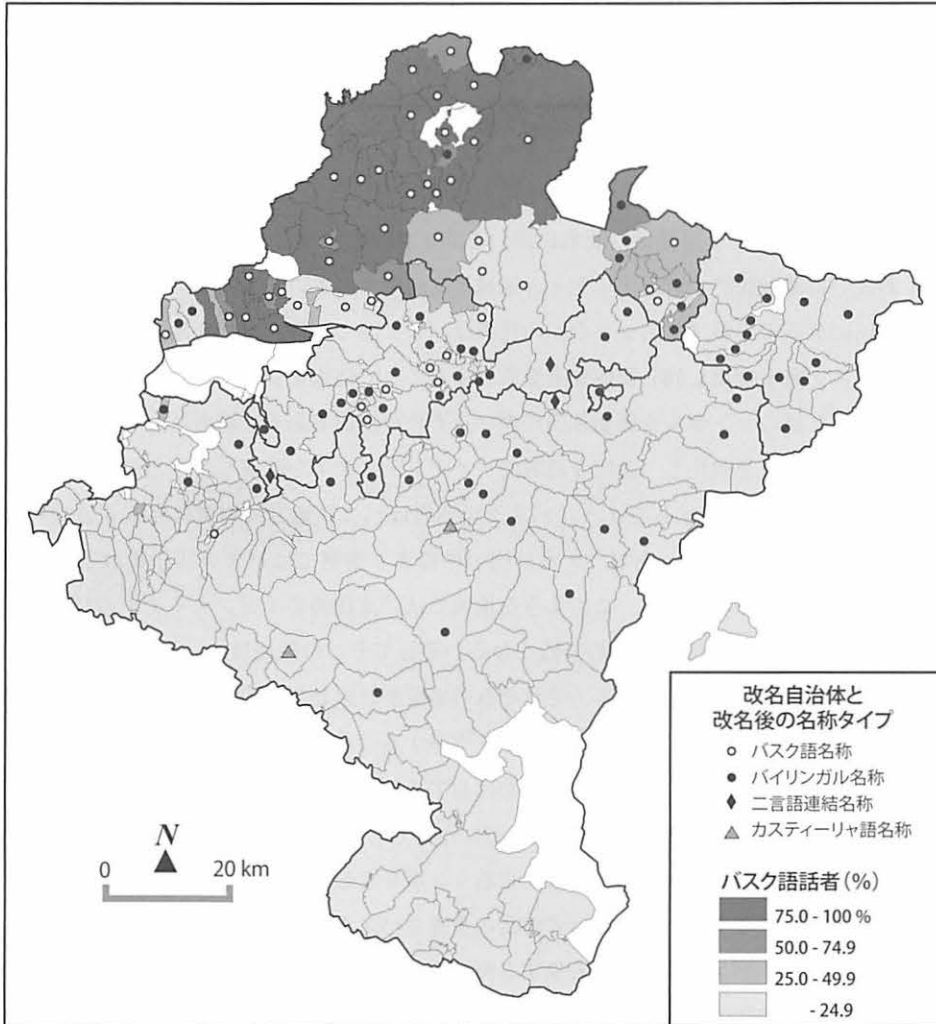 改名自治体と
改名後の名称タイプ
バスク語名称
バイリンガル名称
二言語連結名称
カスティーリャ語名称
N
0 20 km
バスク語話者(%)
75.0 - 100 %
50.0 - 74.9
25.0 - 49.9
- 24.9